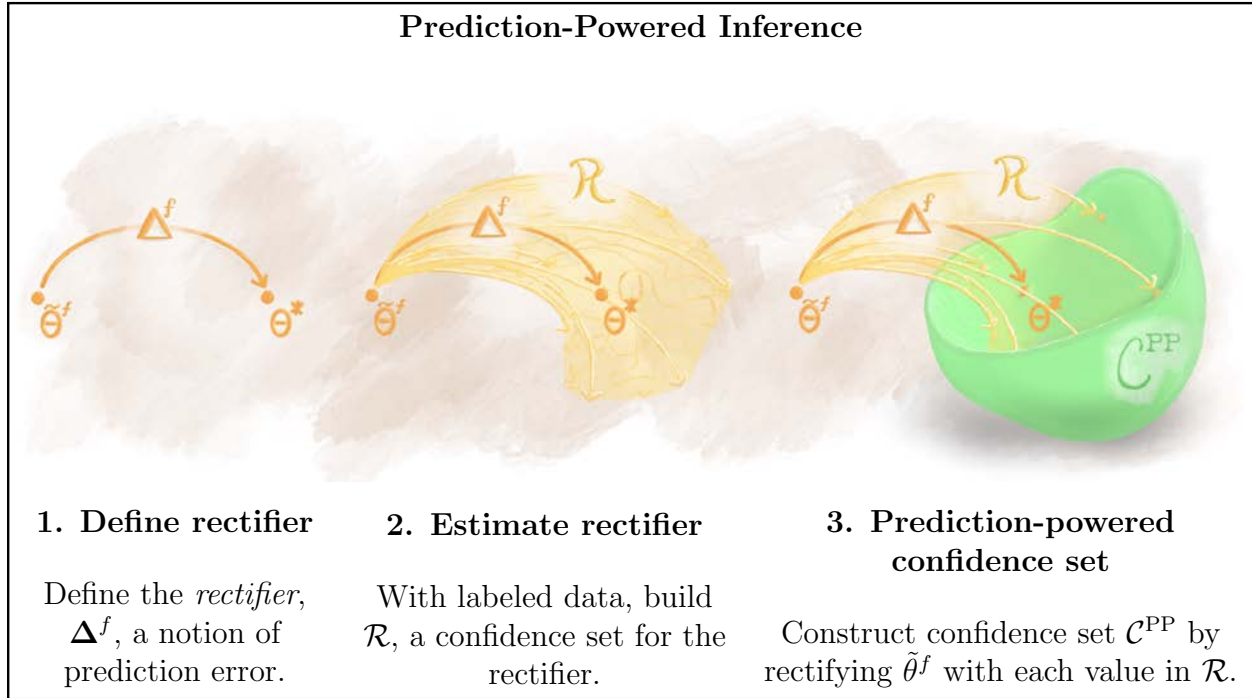 Prediction-Powered Inference
Δ^f
θ̃^f
θ*
ℛ
Δ^f
θ̃^f
θ*
ℛ
Δ^f
θ̃^f
θ*
𝒞^PP
1. Define rectifier
Define the rectifier,
Δ^f, a notion of
prediction error.
2. Estimate rectifier
With labeled data, build
ℛ, a confidence set for the
rectifier.
3. Prediction-powered
confidence set
Construct confidence set 𝒞^PP by
rectifying θ̃^f with each value in ℛ.